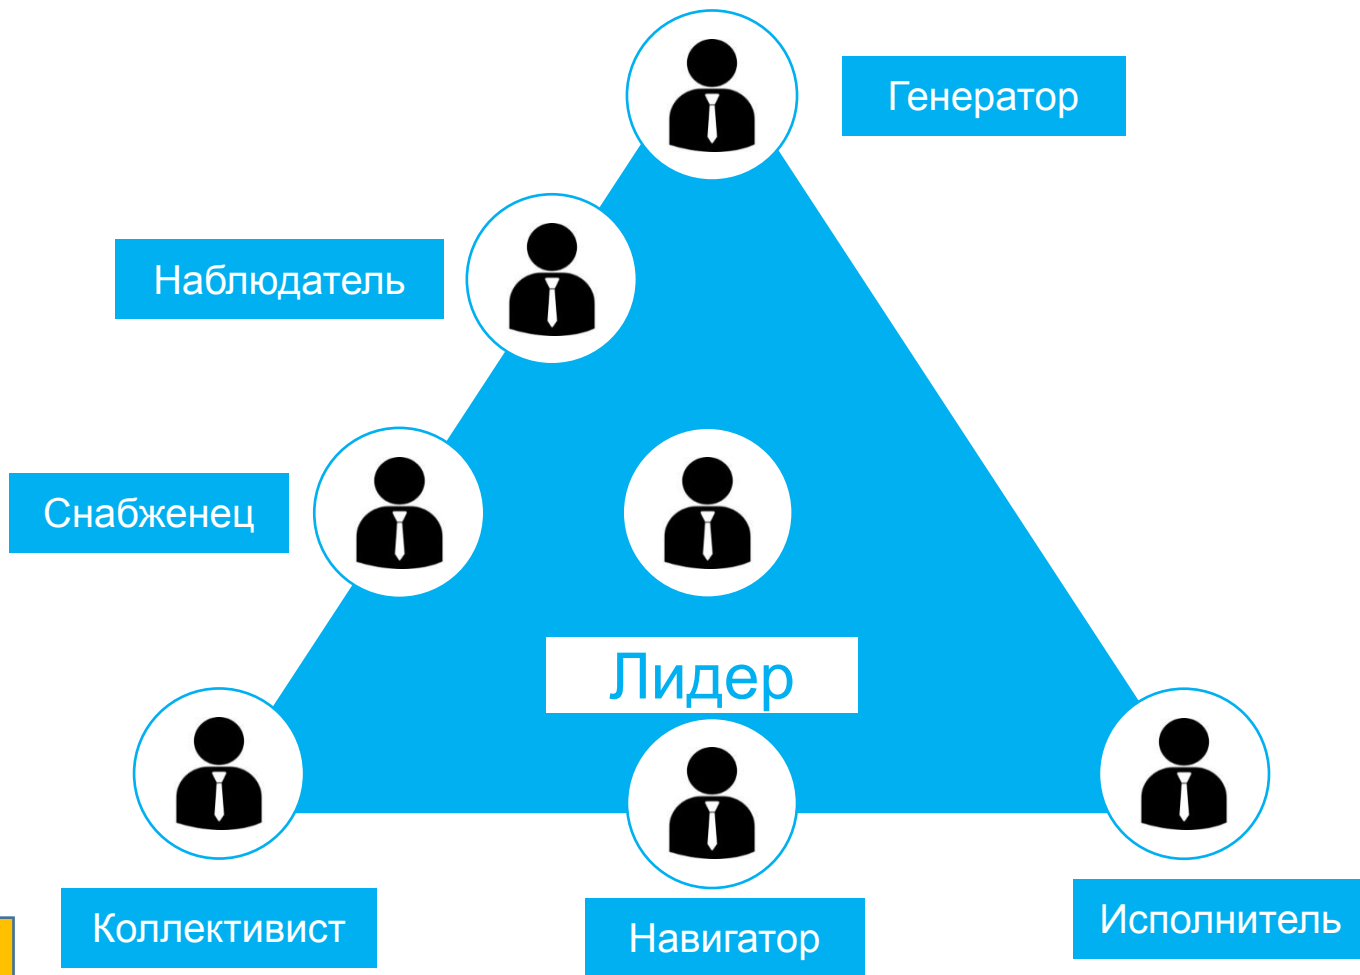 Генератор
Наблюдатель
Снабженец
Лидер
Коллективист
Навигатор
Исполнитель